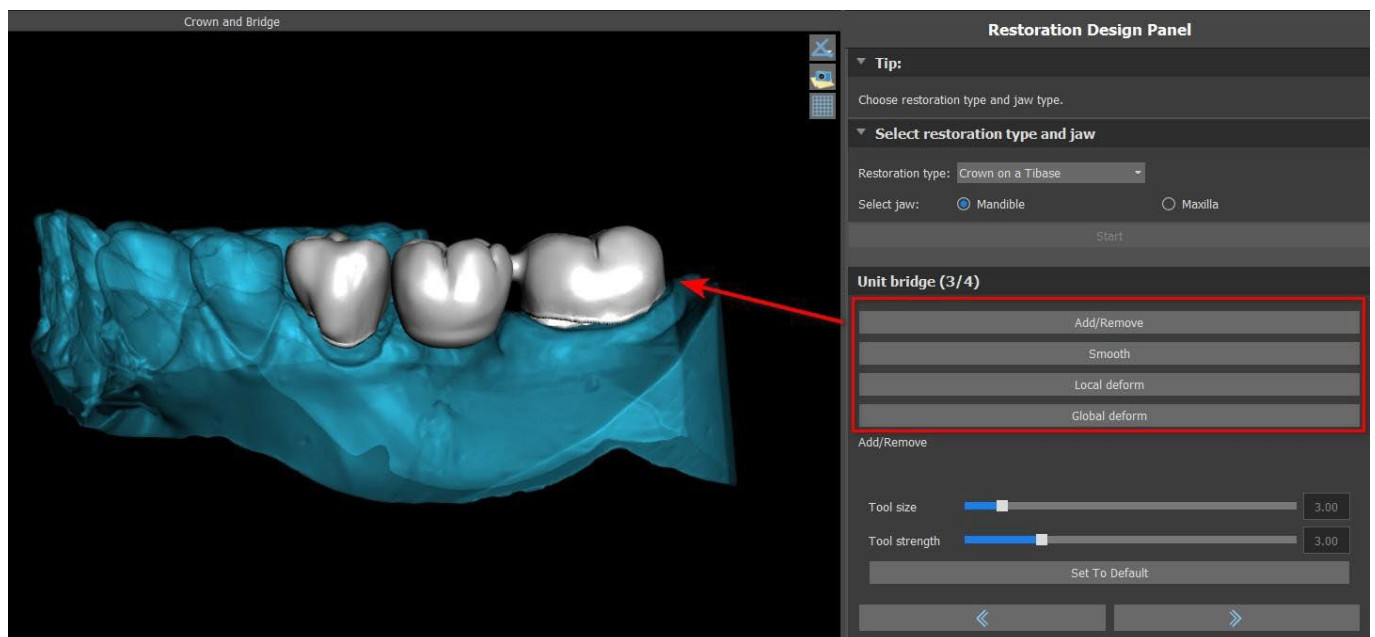 Crown and Bridge
Restoration Design Panel
Tip:
Choose restoration type and jaw type.
Select restoration type and jaw
Restoration type: Crown on a Tibase
Select jaw: Mandible Maxilla
Start
Unit bridge (3/4)
Add/Remove
Smooth
Local deform
Global deform
Add/Remove
Tool size 3.00
Tool strength 3.00
Set To Default